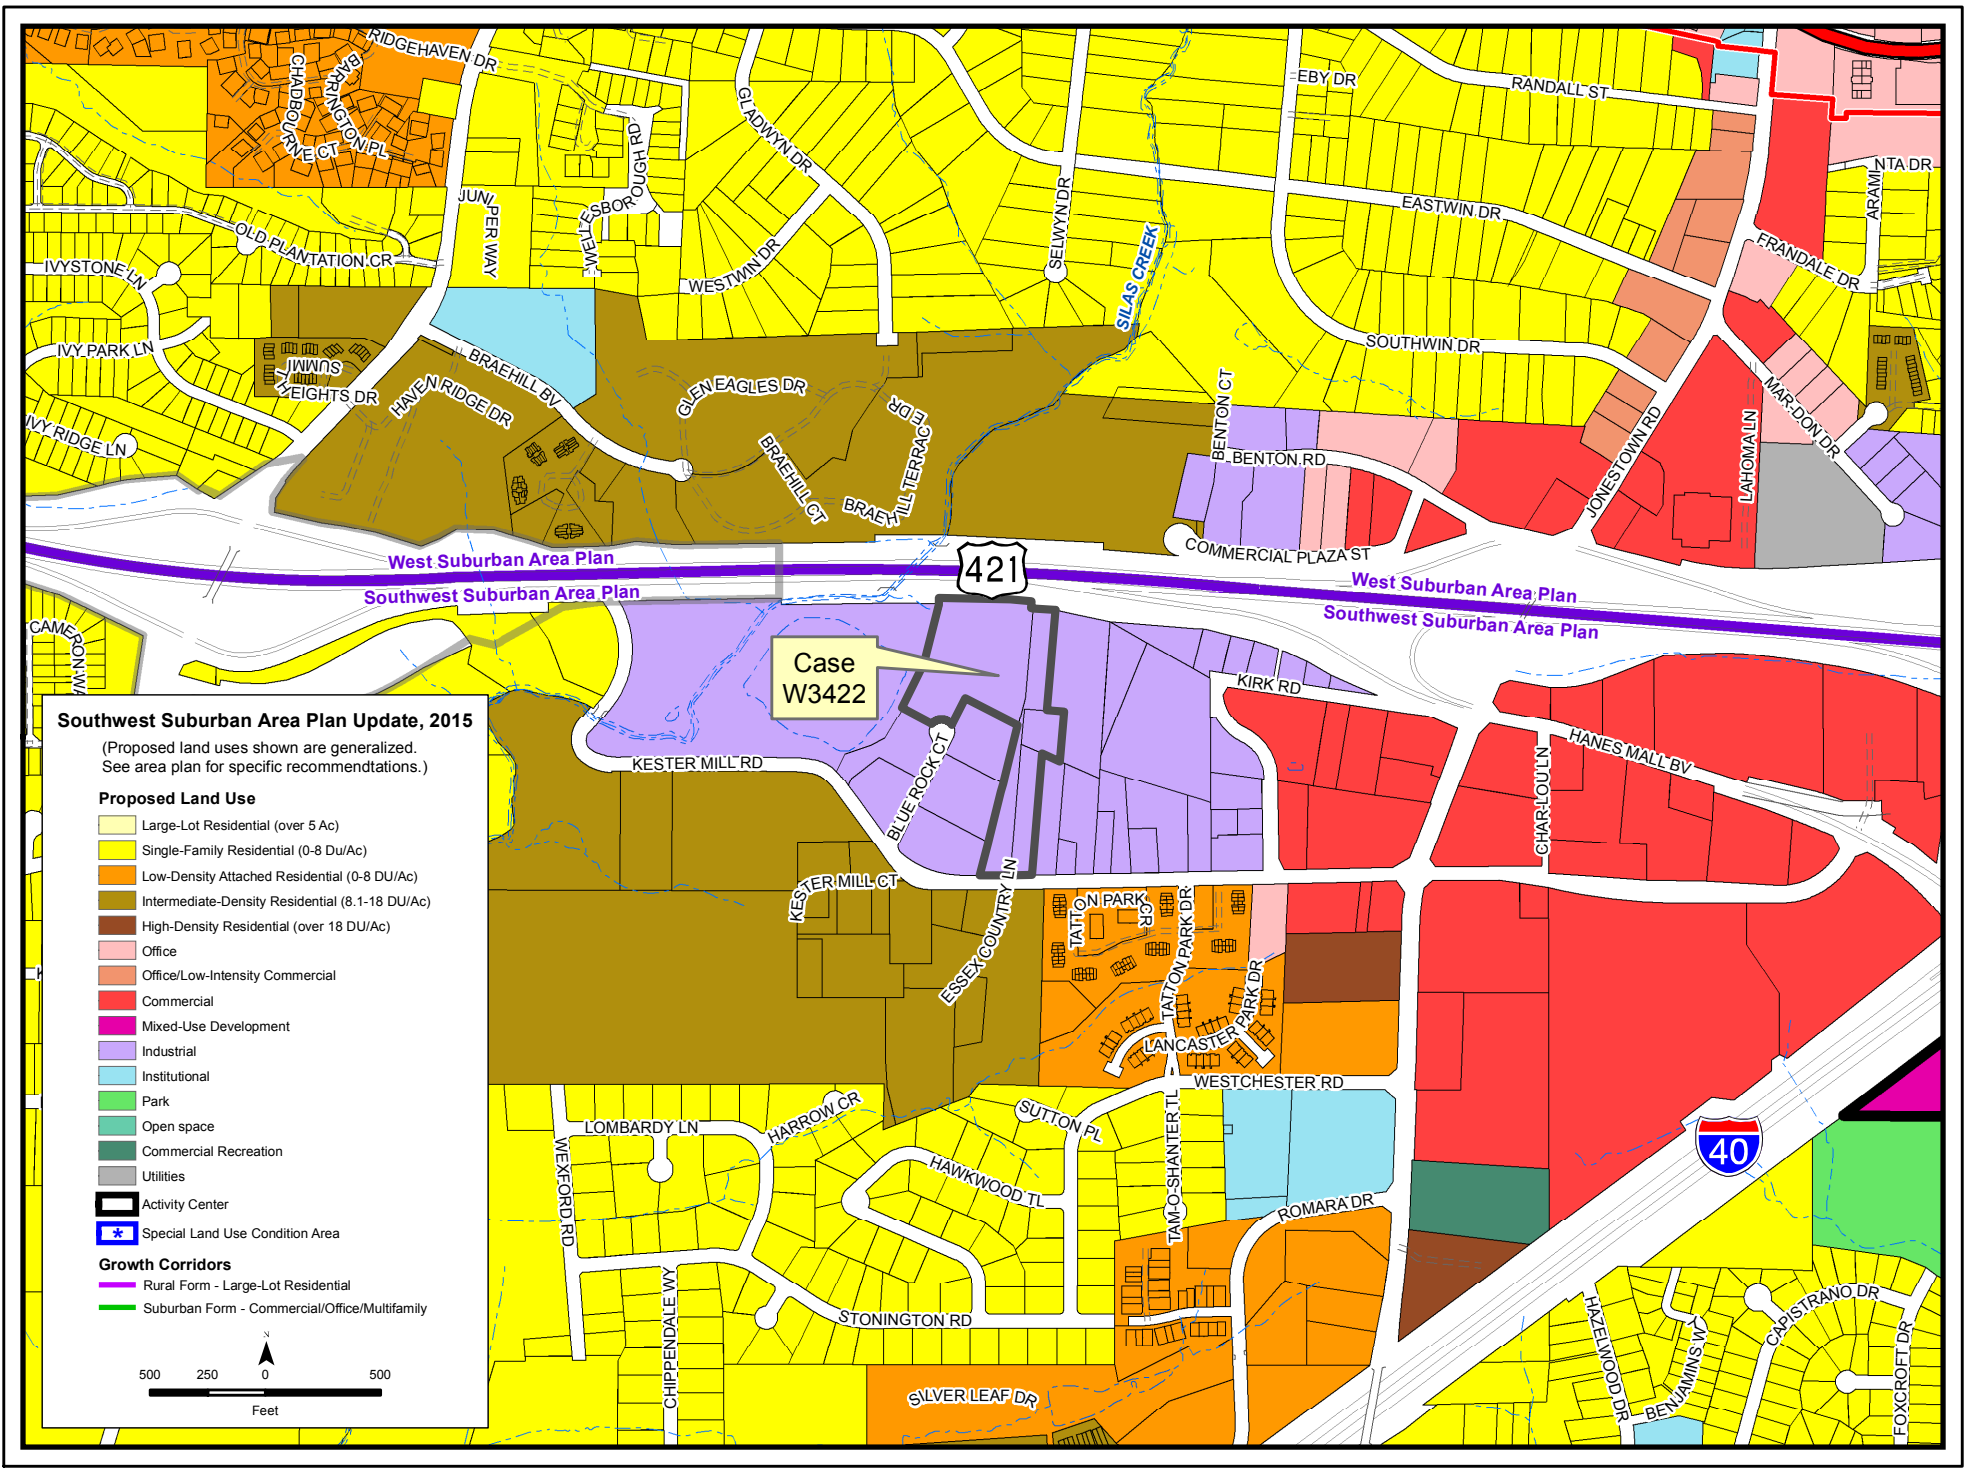 RIDGEHAVEN DR
BARRINGTON PL
CHADBOURNE CT
JUNIPER WAY
OLD PLANTATION CR
IVYSTONE LN
IVY PARK LN
IVY RIDGE LN
SUMMIT
HEIGHTS DR
HAVEN RIDGE DR
BRAEHILL BV
WELLESBOROUGH RD
GLADWYN DR
WESTWIN DR
SELWYN DR
SILAS CREEK
EBY DR
RANDALL ST
EASTWIN DR
SOUTHWIN DR
ARAMINTA DR
FRANDALE DR
MAR-DON DR
LAHOMA LN
JONESTOWN RD
BENTON CT
BENTON RD
COMMERCIAL PLAZA ST
GLEN EAGLES DR
BRAEHILL TERRACE DR
BRAEHILL CT
West Suburban Area Plan
Southwest Suburban Area Plan
421
West Suburban Area Plan
Southwest Suburban Area Plan
Case
W3422
KIRK RD
HANES MALL BV
CHAR-LOU LN
KESTER MILL RD
BLUE ROCK CT
KESTER MILL CT
ESSEX COUNTRY LN
TATTON PARK CR
TATTON PARK DR
LANCASTER PARK DR
WESTCHESTER RD
TAM-O-SHANTER TL
SUTTON PL
HARROW CR
LOMBARDY LN
WEXFORD RD
HAWKWOOD TL
STONINGTON RD
CHIPPENDALE WY
ROMARA DR
SILVER LEAF DR
40
HAZELWOOD DR
BENJAMINS WY
CAPISTRANO DR
FOXCROFT DR
Southwest Suburban Area Plan Update, 2015
(Proposed land uses shown are generalized.
See area plan for specific recommendtations.)
Proposed Land Use
Large-Lot Residential (over 5 Ac)
Single-Family Residential (0-8 Du/Ac)
Low-Density Attached Residential (0-8 DU/Ac)
Intermediate-Density Residential (8.1-18 DU/Ac)
High-Density Residential (over 18 DU/Ac)
Office
Office/Low-Intensity Commercial
Commercial
Mixed-Use Development
Industrial
Institutional
Park
Open space
Commercial Recreation
Utilities
Activity Center
* Special Land Use Condition Area
Growth Corridors
Rural Form - Large-Lot Residential
Suburban Form - Commercial/Office/Multifamily
N
500 250 0 500
Feet